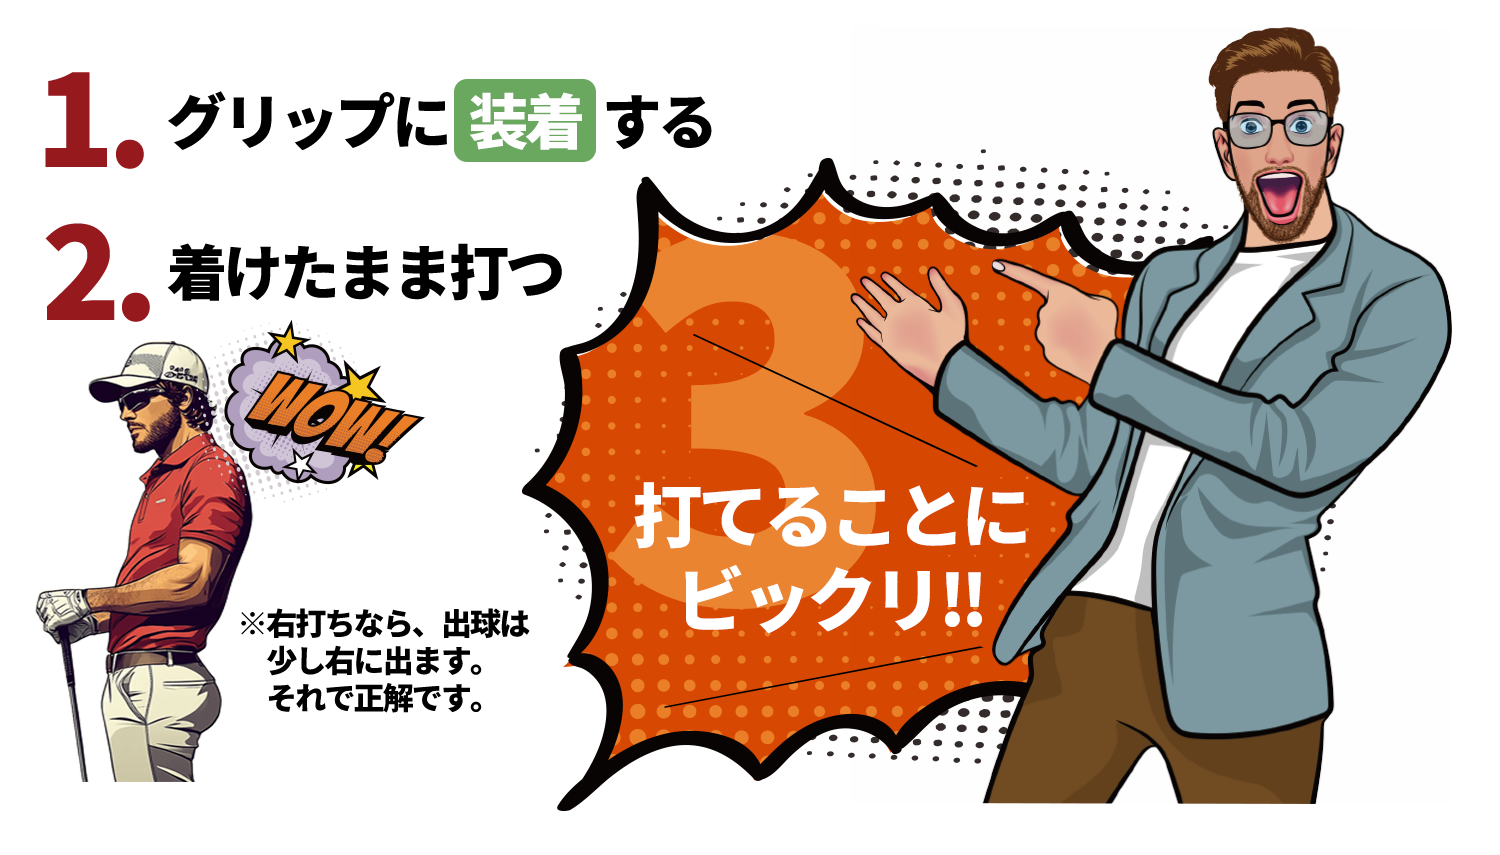 1. グリップに装着する
2. 着けたまま打つ
WOW!
3
打てることに
ビックリ!!
※右打ちなら、出球は
少し右に出ます。
それで正解です。